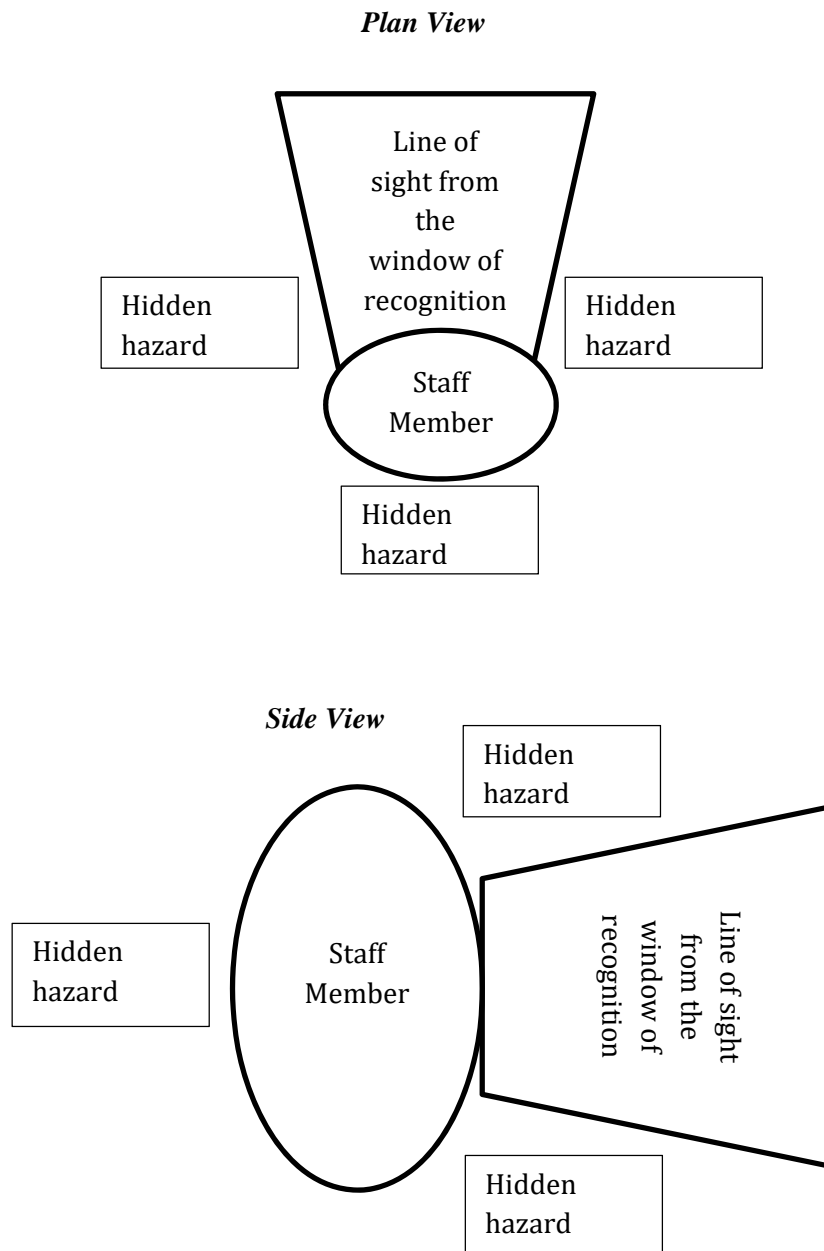 Plan View
Line of
sight from
the
window of
recognition
Hidden
hazard
Hidden
hazard
Staff
Member
Hidden
hazard
Side View
Hidden
hazard
Hidden
hazard
Staff
Member
Line of sight
from the
window of
recognition
Hidden
hazard